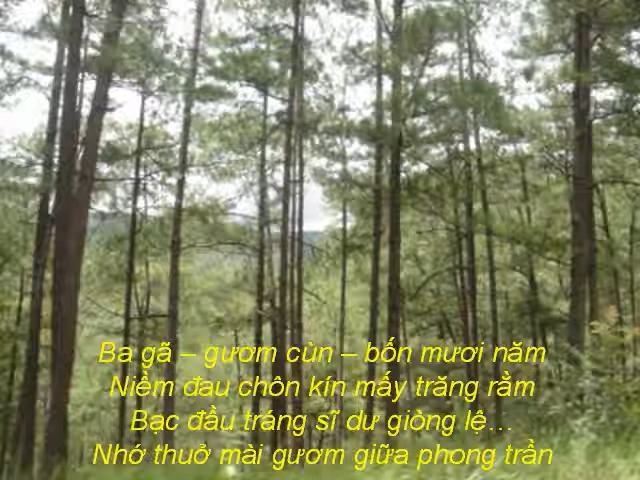 Ba gã – gươm cùn – bốn mươi năm
Niềm đau chôn kín mấy trăng rằm
Bạc đầu tráng sĩ dư giòng lệ...
Nhớ thuở mài gươm giữa phong trần